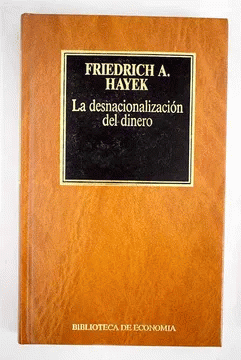 FRIEDRICH A.
HAYEK
La desnacionalización
del dinero
BIBLIOTECA DE ECONOMIA